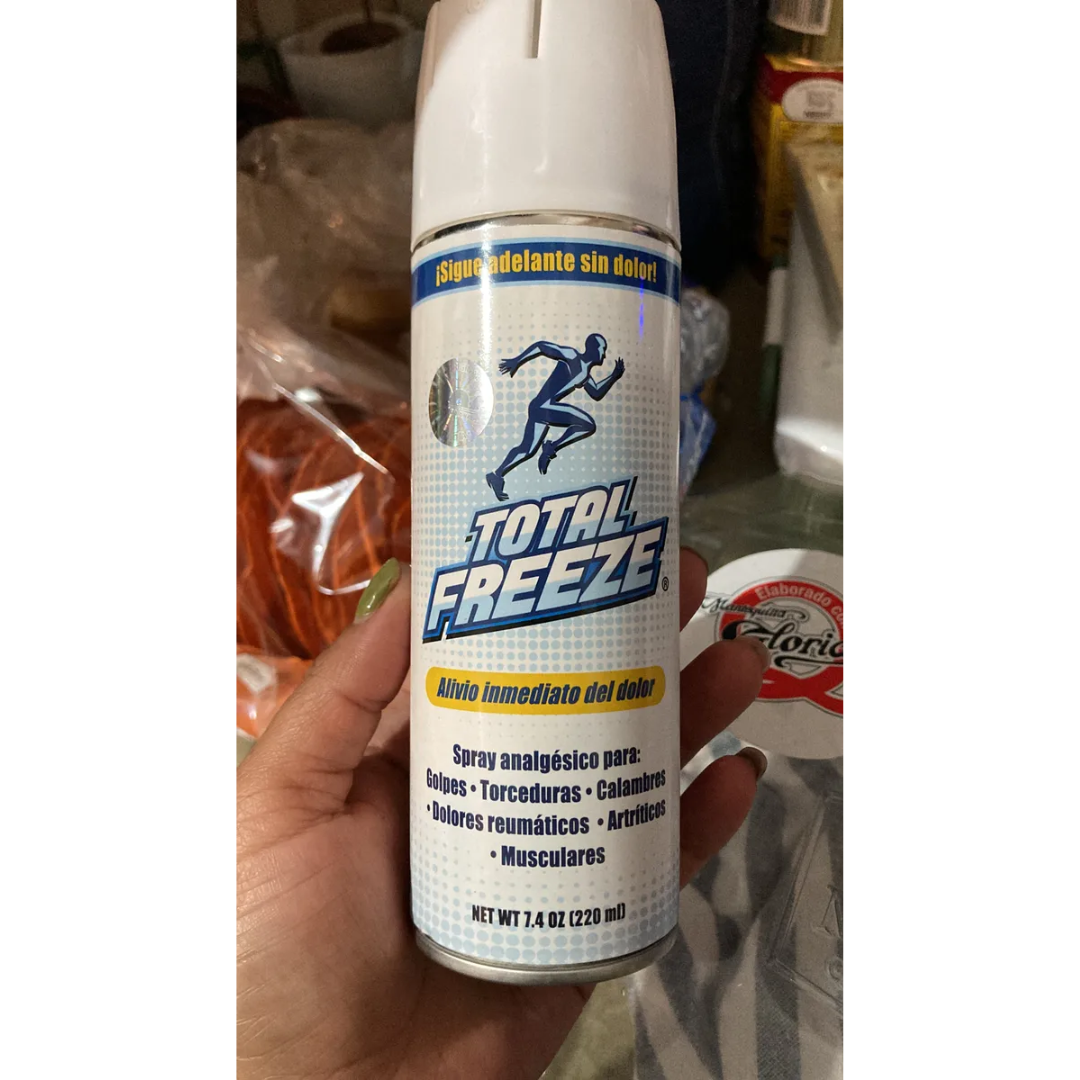 ¡Sigue adelante sin dolor!
TOTAL
FREEZE®
Alivio inmediato del dolor
Spray analgésico para:
Golpes • Torceduras • Calambres
• Dolores reumáticos • Artríticos
• Musculares
NET WT 7.4 OZ (220 ml)
Elaborado
Mantequilla